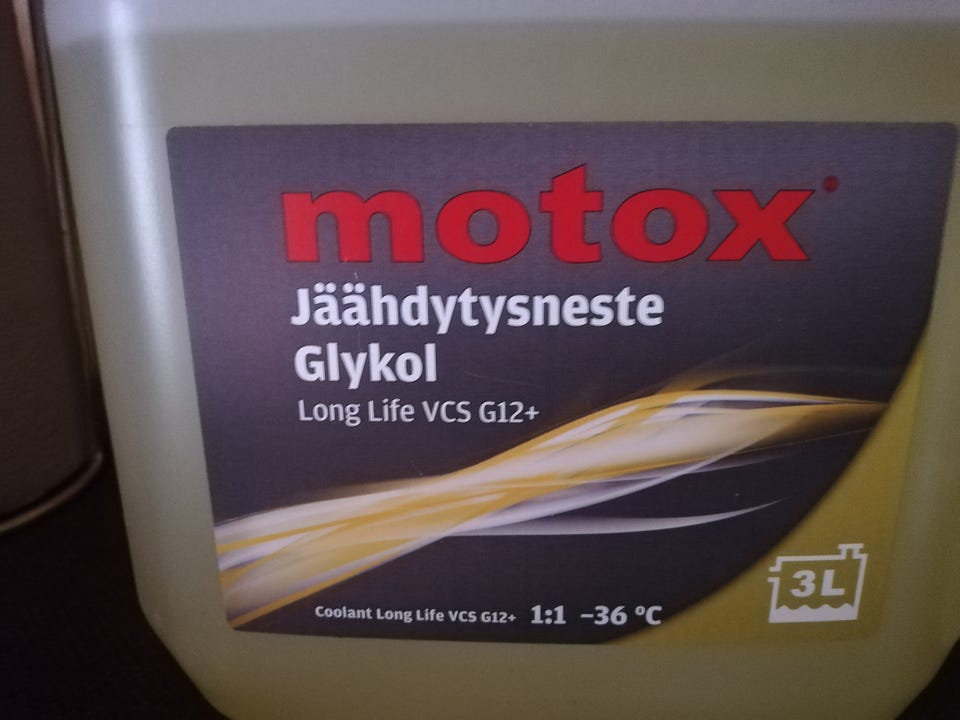 motox
Jäähdytysneste
Glykol
Long Life VCS G12+
Coolant Long Life VCS G12+ 1:1 –36 °C
3L